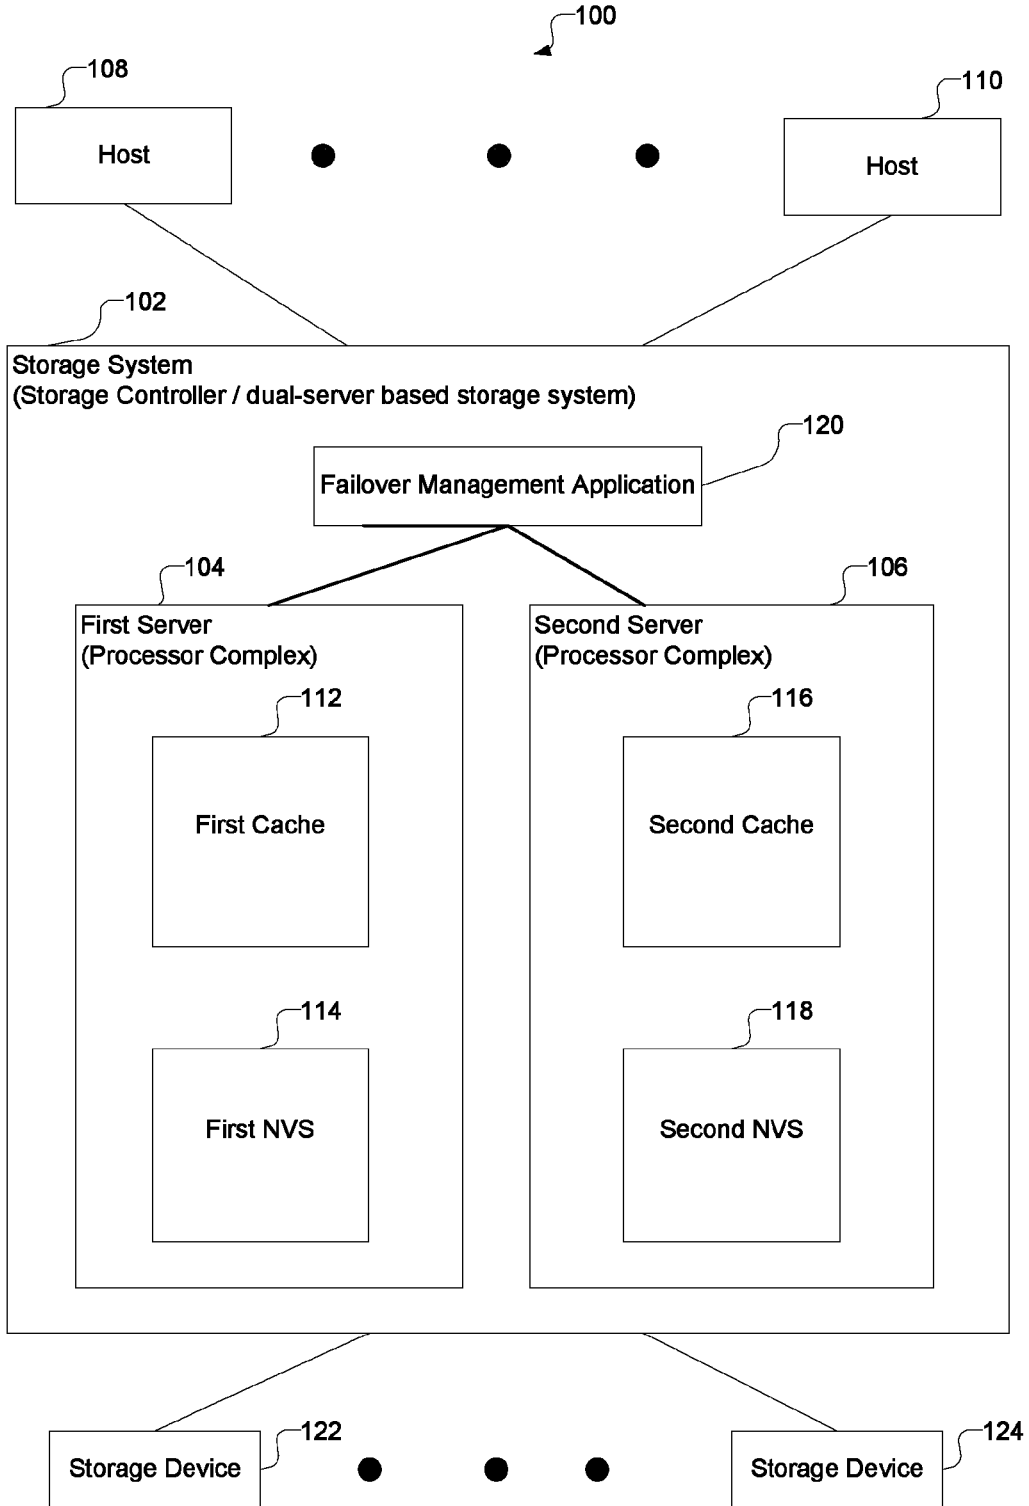 100
108
110
Host
Host
102
Storage System
(Storage Controller / dual-server based storage system)
120
Failover Management Application
104
106
First Server
(Processor Complex)
Second Server
(Processor Complex)
112
116
First Cache
Second Cache
114
118
First NVS
Second NVS
122
124
Storage Device
Storage Device